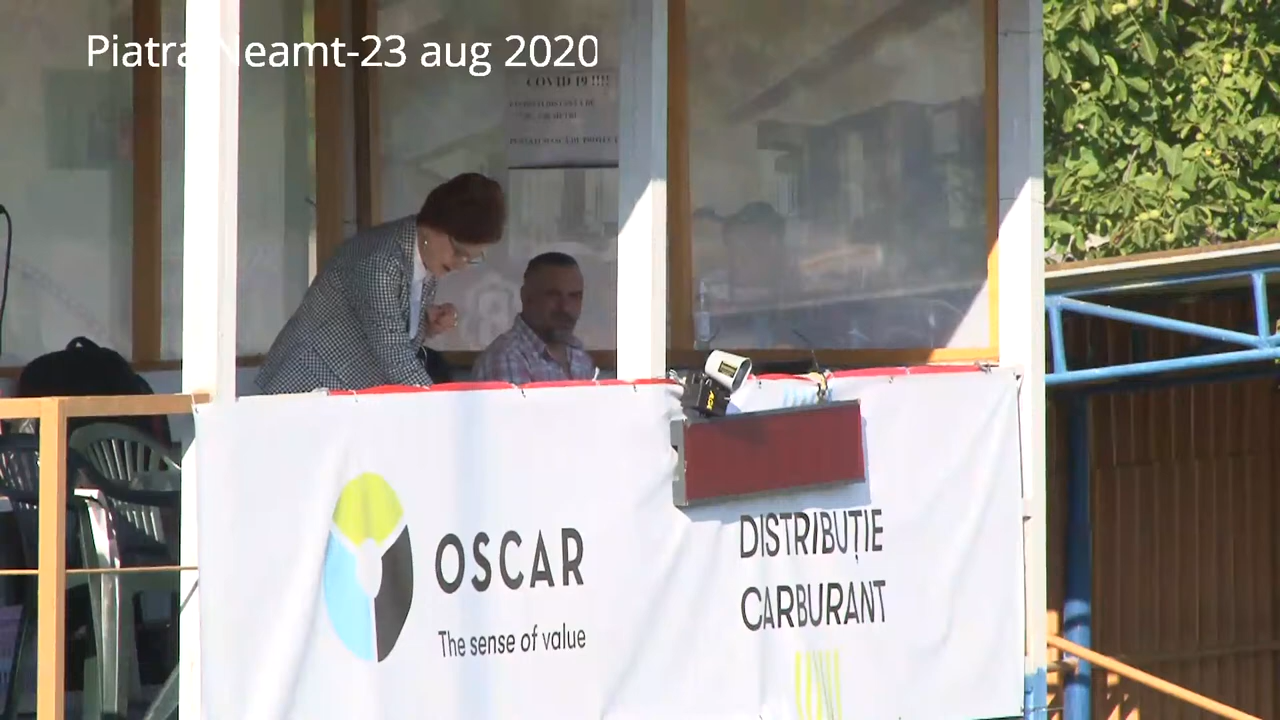 Piatra Neamt-23 aug 2020
COVID 19 !!!!
OSCAR
The sense of value
DISTRIBUȚIE
CARBURANT